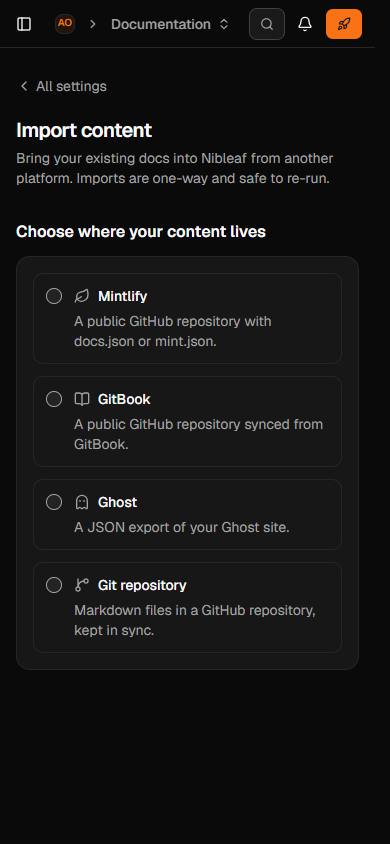 AO
Documentation
All settings
Import content
Bring your existing docs into Nibleaf from another
platform. Imports are one-way and safe to re-run.
Choose where your content lives
Mintlify
A public GitHub repository with
docs.json or mint.json.
GitBook
A public GitHub repository synced from
GitBook.
Ghost
A JSON export of your Ghost site.
Git repository
Markdown files in a GitHub repository,
kept in sync.